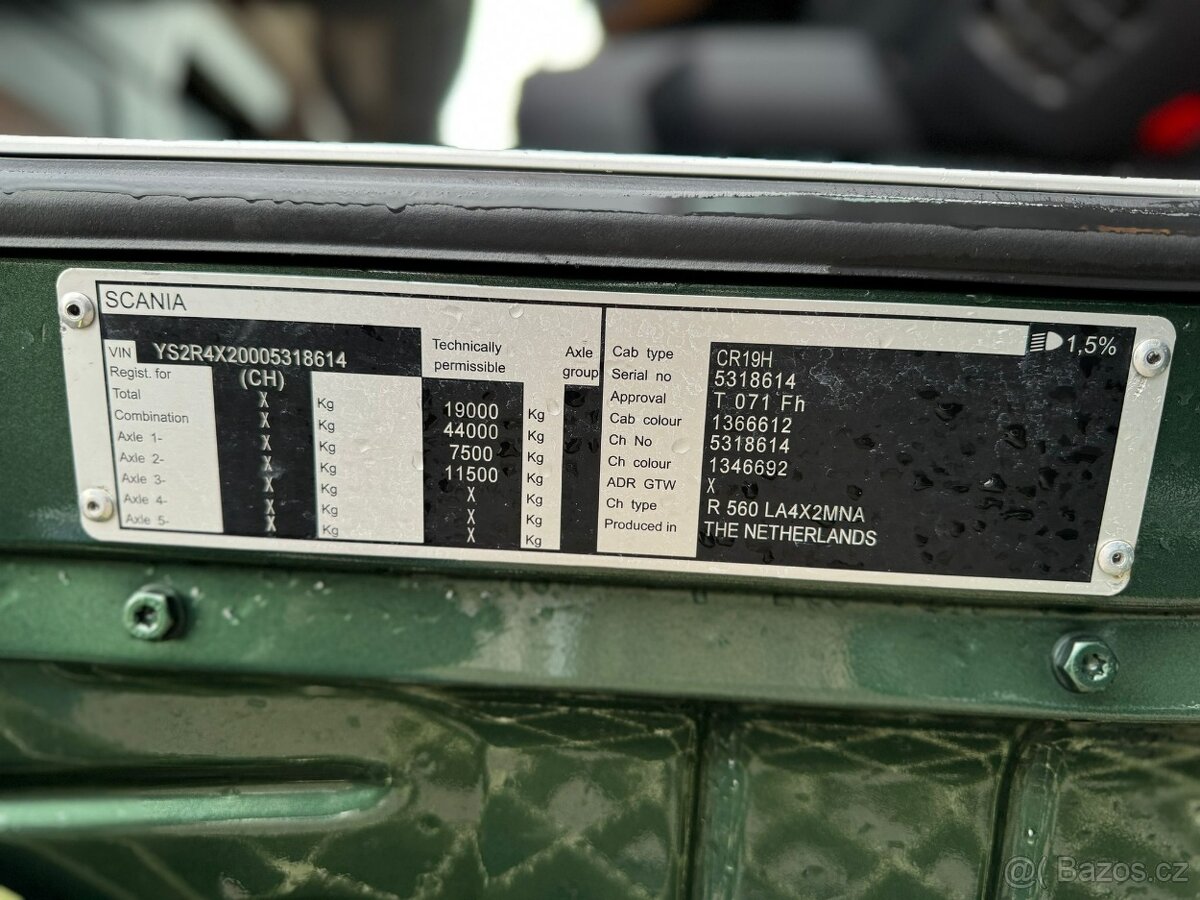 SCANIA
VIN YS2R4X20005318614
Regist. for (CH)
Technically permissible
Axle group
Total X Kg 19000 Kg
Combination X Kg 44000 Kg
Axle 1- X Kg 7500 Kg
Axle 2- X Kg 11500 Kg
Axle 3- X Kg X Kg
Axle 4- X Kg X Kg
Axle 5- X Kg X Kg
1,5%
Cab type CR19H
Serial no 5318614
Approval T 071 Fh
Cab colour 1366612
Ch No 5318614
Ch colour 1346692
ADR GTW X
Ch type R 560 LA4X2MNA
Produced in THE NETHERLANDS
@( Bazos.cz